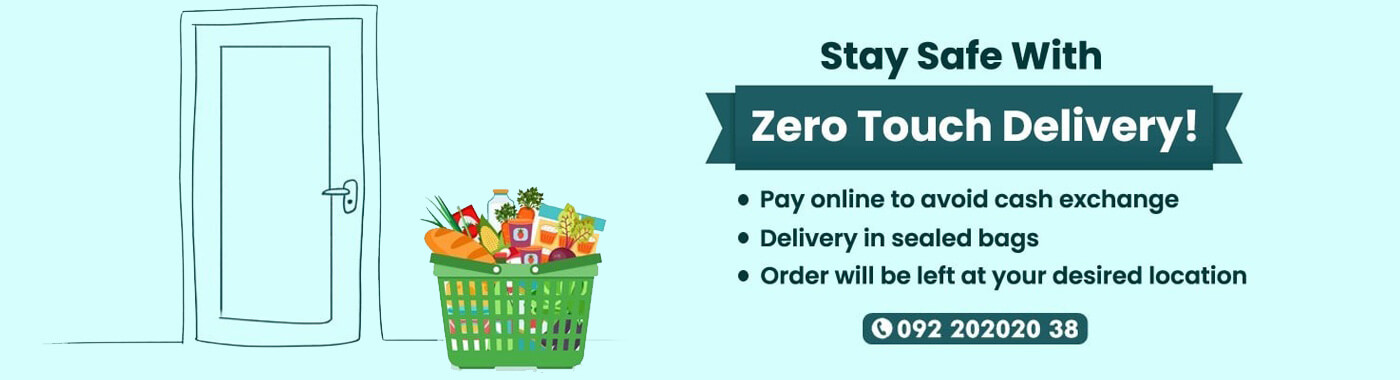 Stay Safe With
Zero Touch Delivery!
• Pay online to avoid cash exchange
• Delivery in sealed bags
• Order will be left at your desired location
092 202020 38